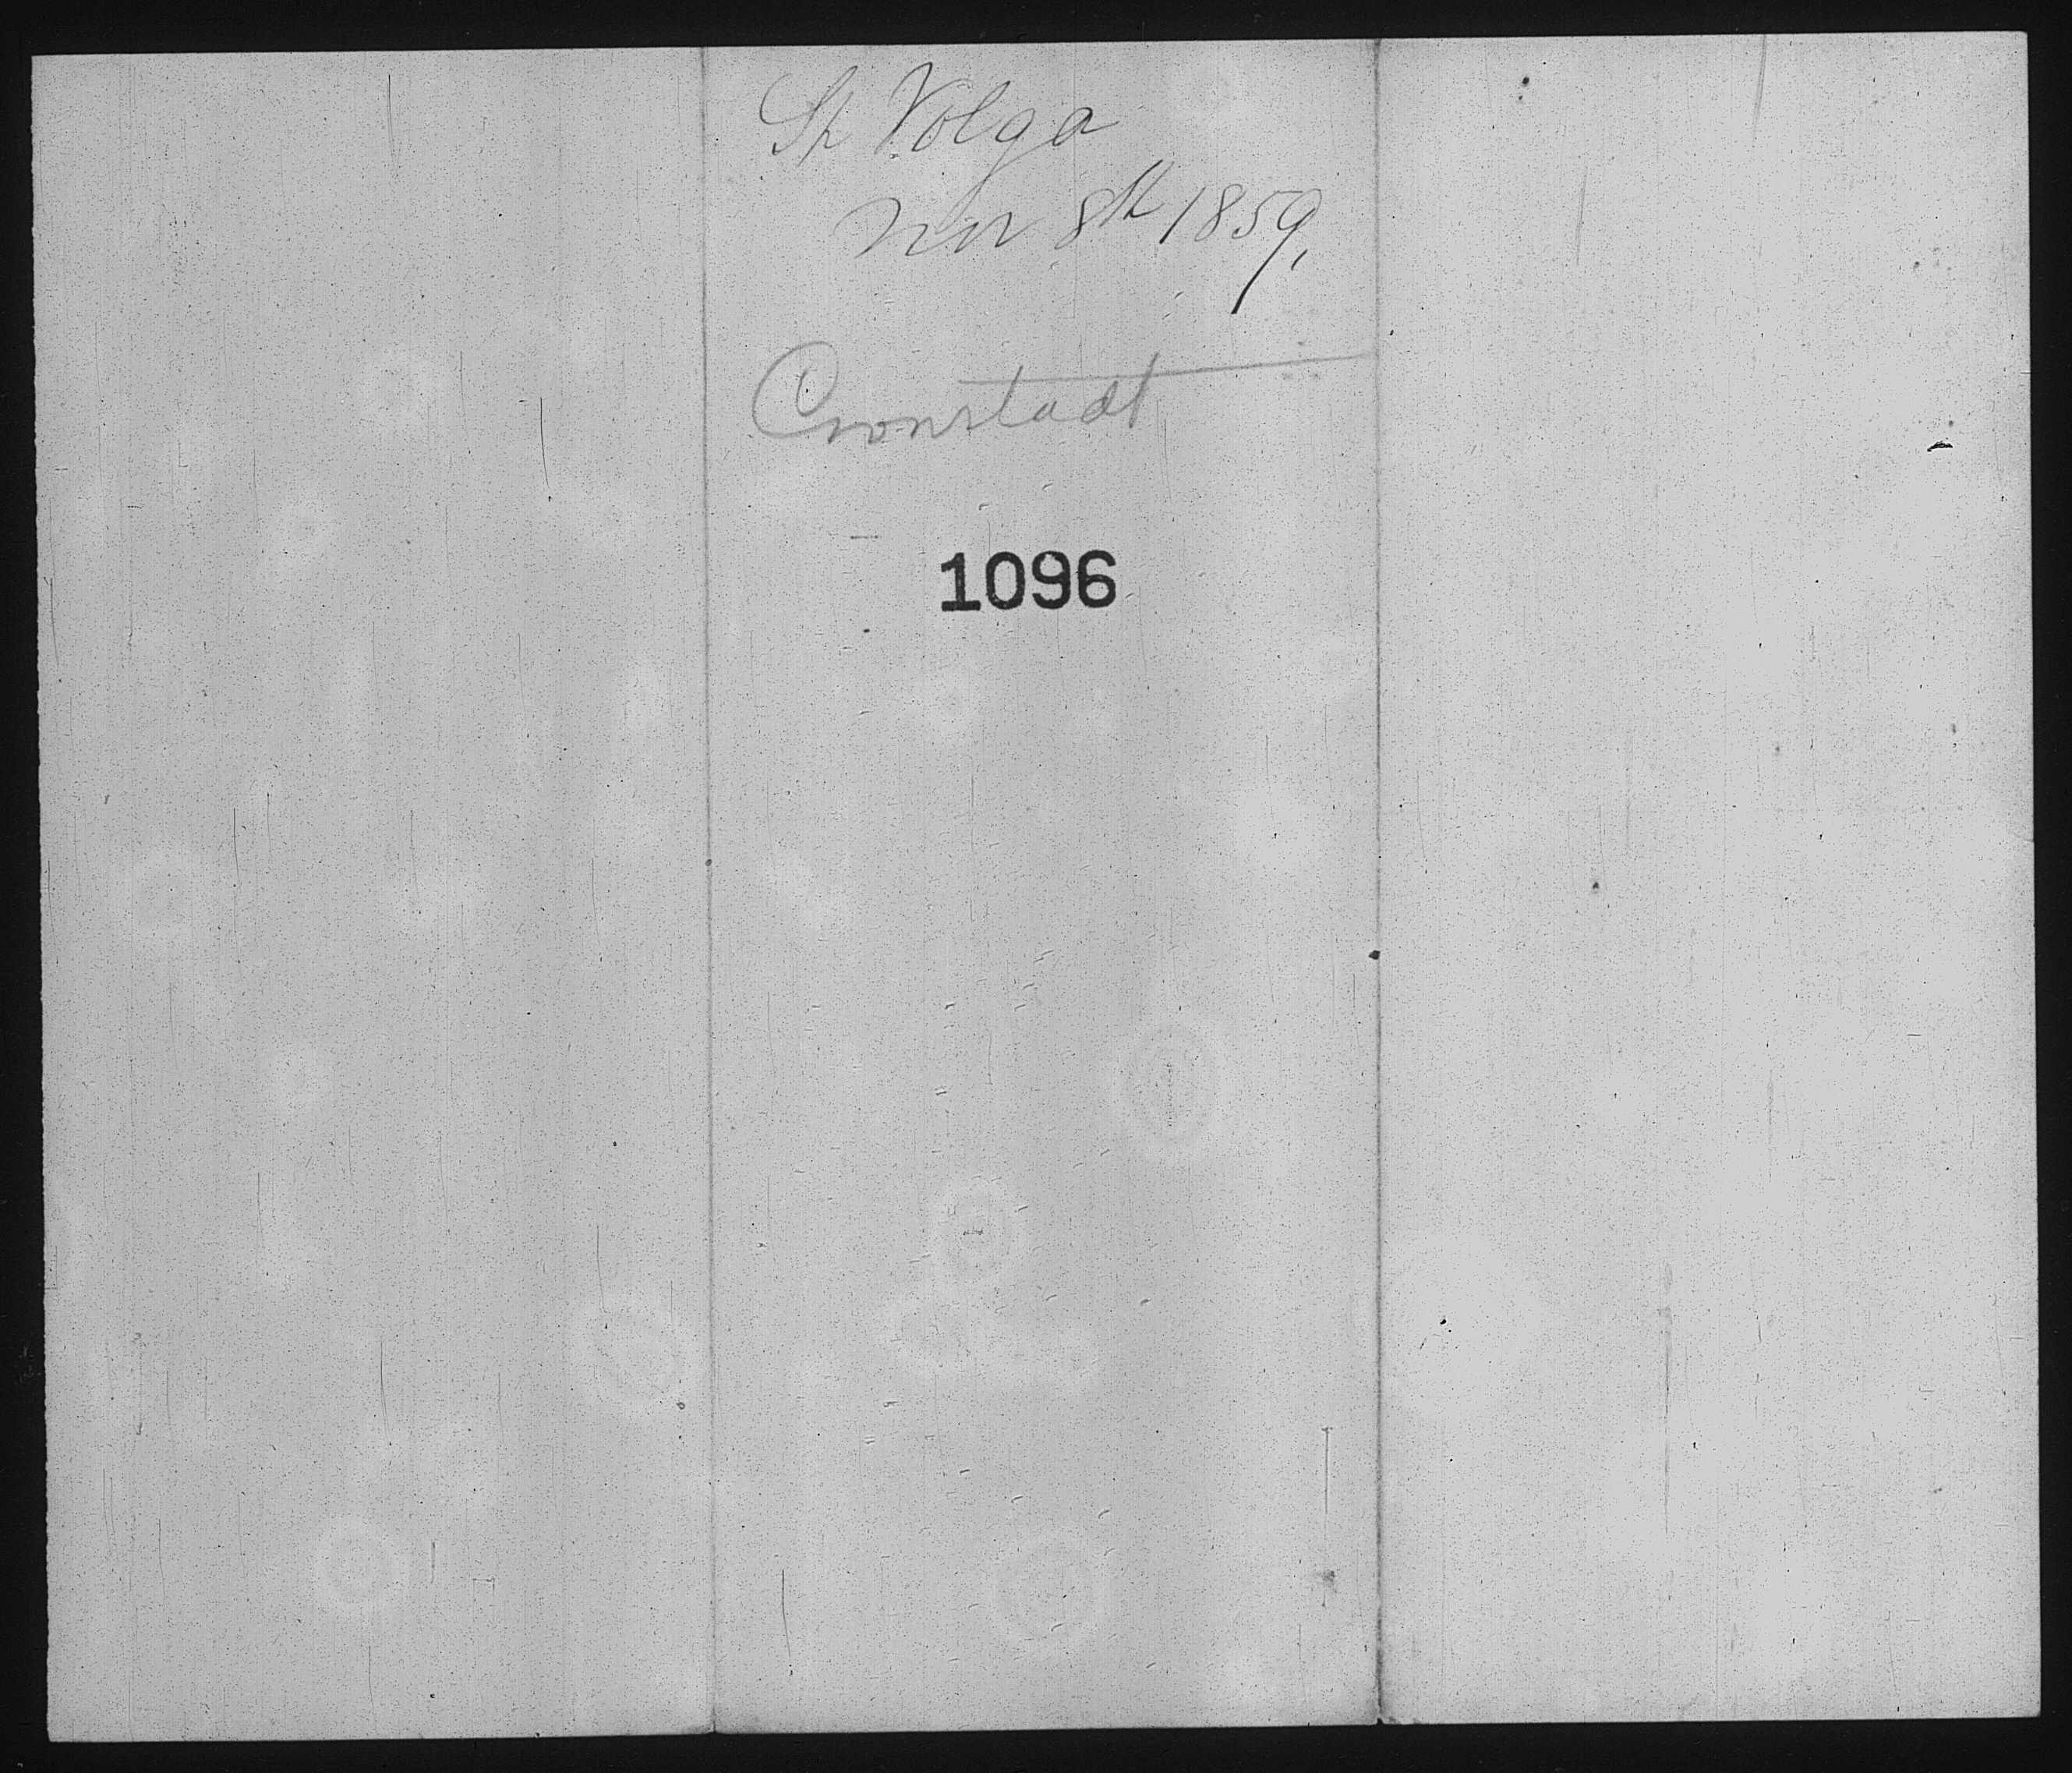 Sh Volga
Nov 8th 1859,
Cronstadt
1096